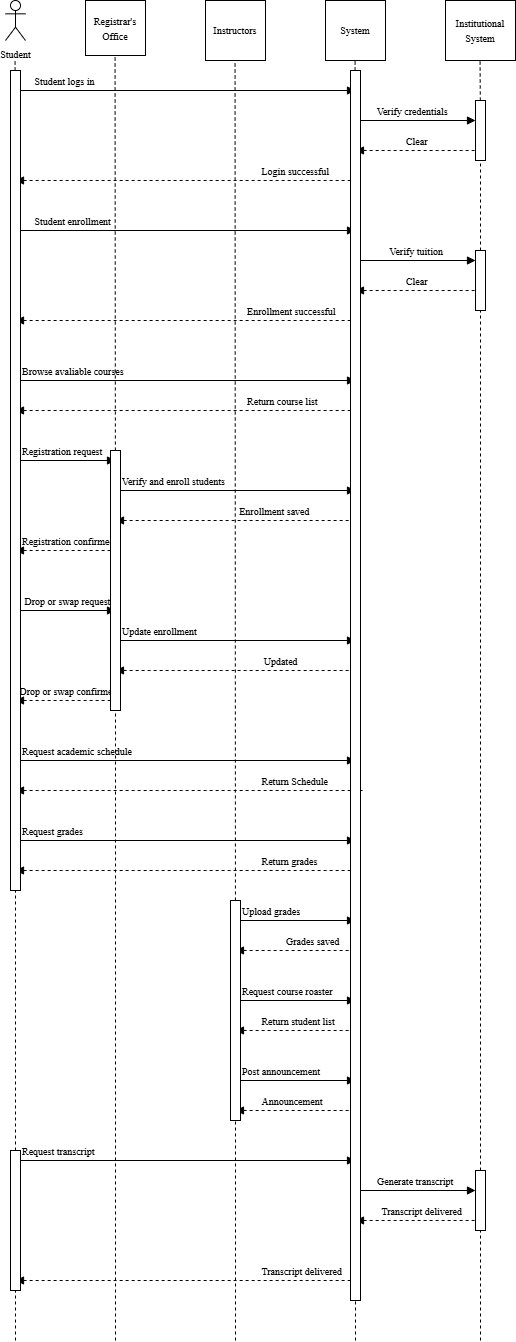 Student
Registrar's
Office
Instructors
System
Institutional
System
Student logs in
Verify credentials
Clear
Login successful
Student enrollment
Verify tuition
Clear
Enrollment successful
Browse avaliable courses
Return course list
Registration request
Verify and enroll students
Enrollment saved
Registration confirme
Drop or swap request
Update enrollment
Updated
Drop or swap confirme
Request academic schedule
Return Schedule
Request grades
Return grades
Upload grades
Grades saved
Request course roaster
Return student list
Post announcement
Announcement
Request transcript
Generate transcript
Transcript delivered
Transcript delivered